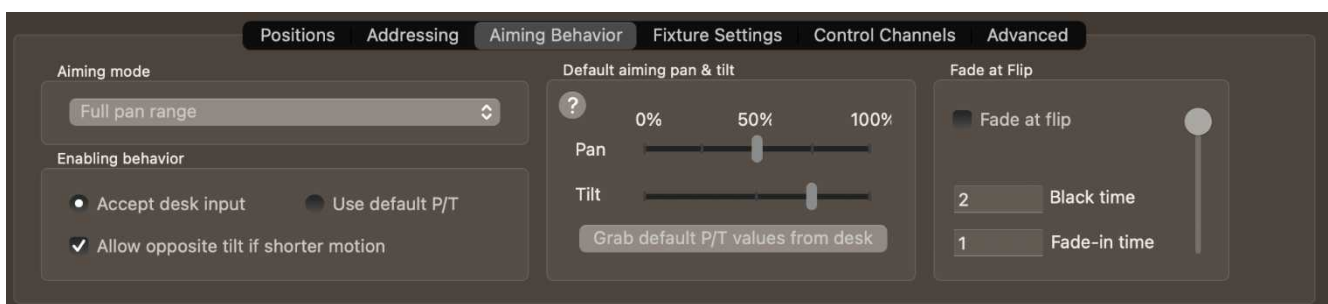 Positions Addressing Aiming Behavior Fixture Settings Control Channels Advanced
Aiming mode
Full pan range
Enabling behavior
Accept desk input Use default P/T
Allow opposite tilt if shorter motion
Default aiming pan & tilt
?
0% 50% 100%
Pan
Tilt
Grab default P/T values from desk
Fade at Flip
Fade at flip
2 Black time
1 Fade-in time